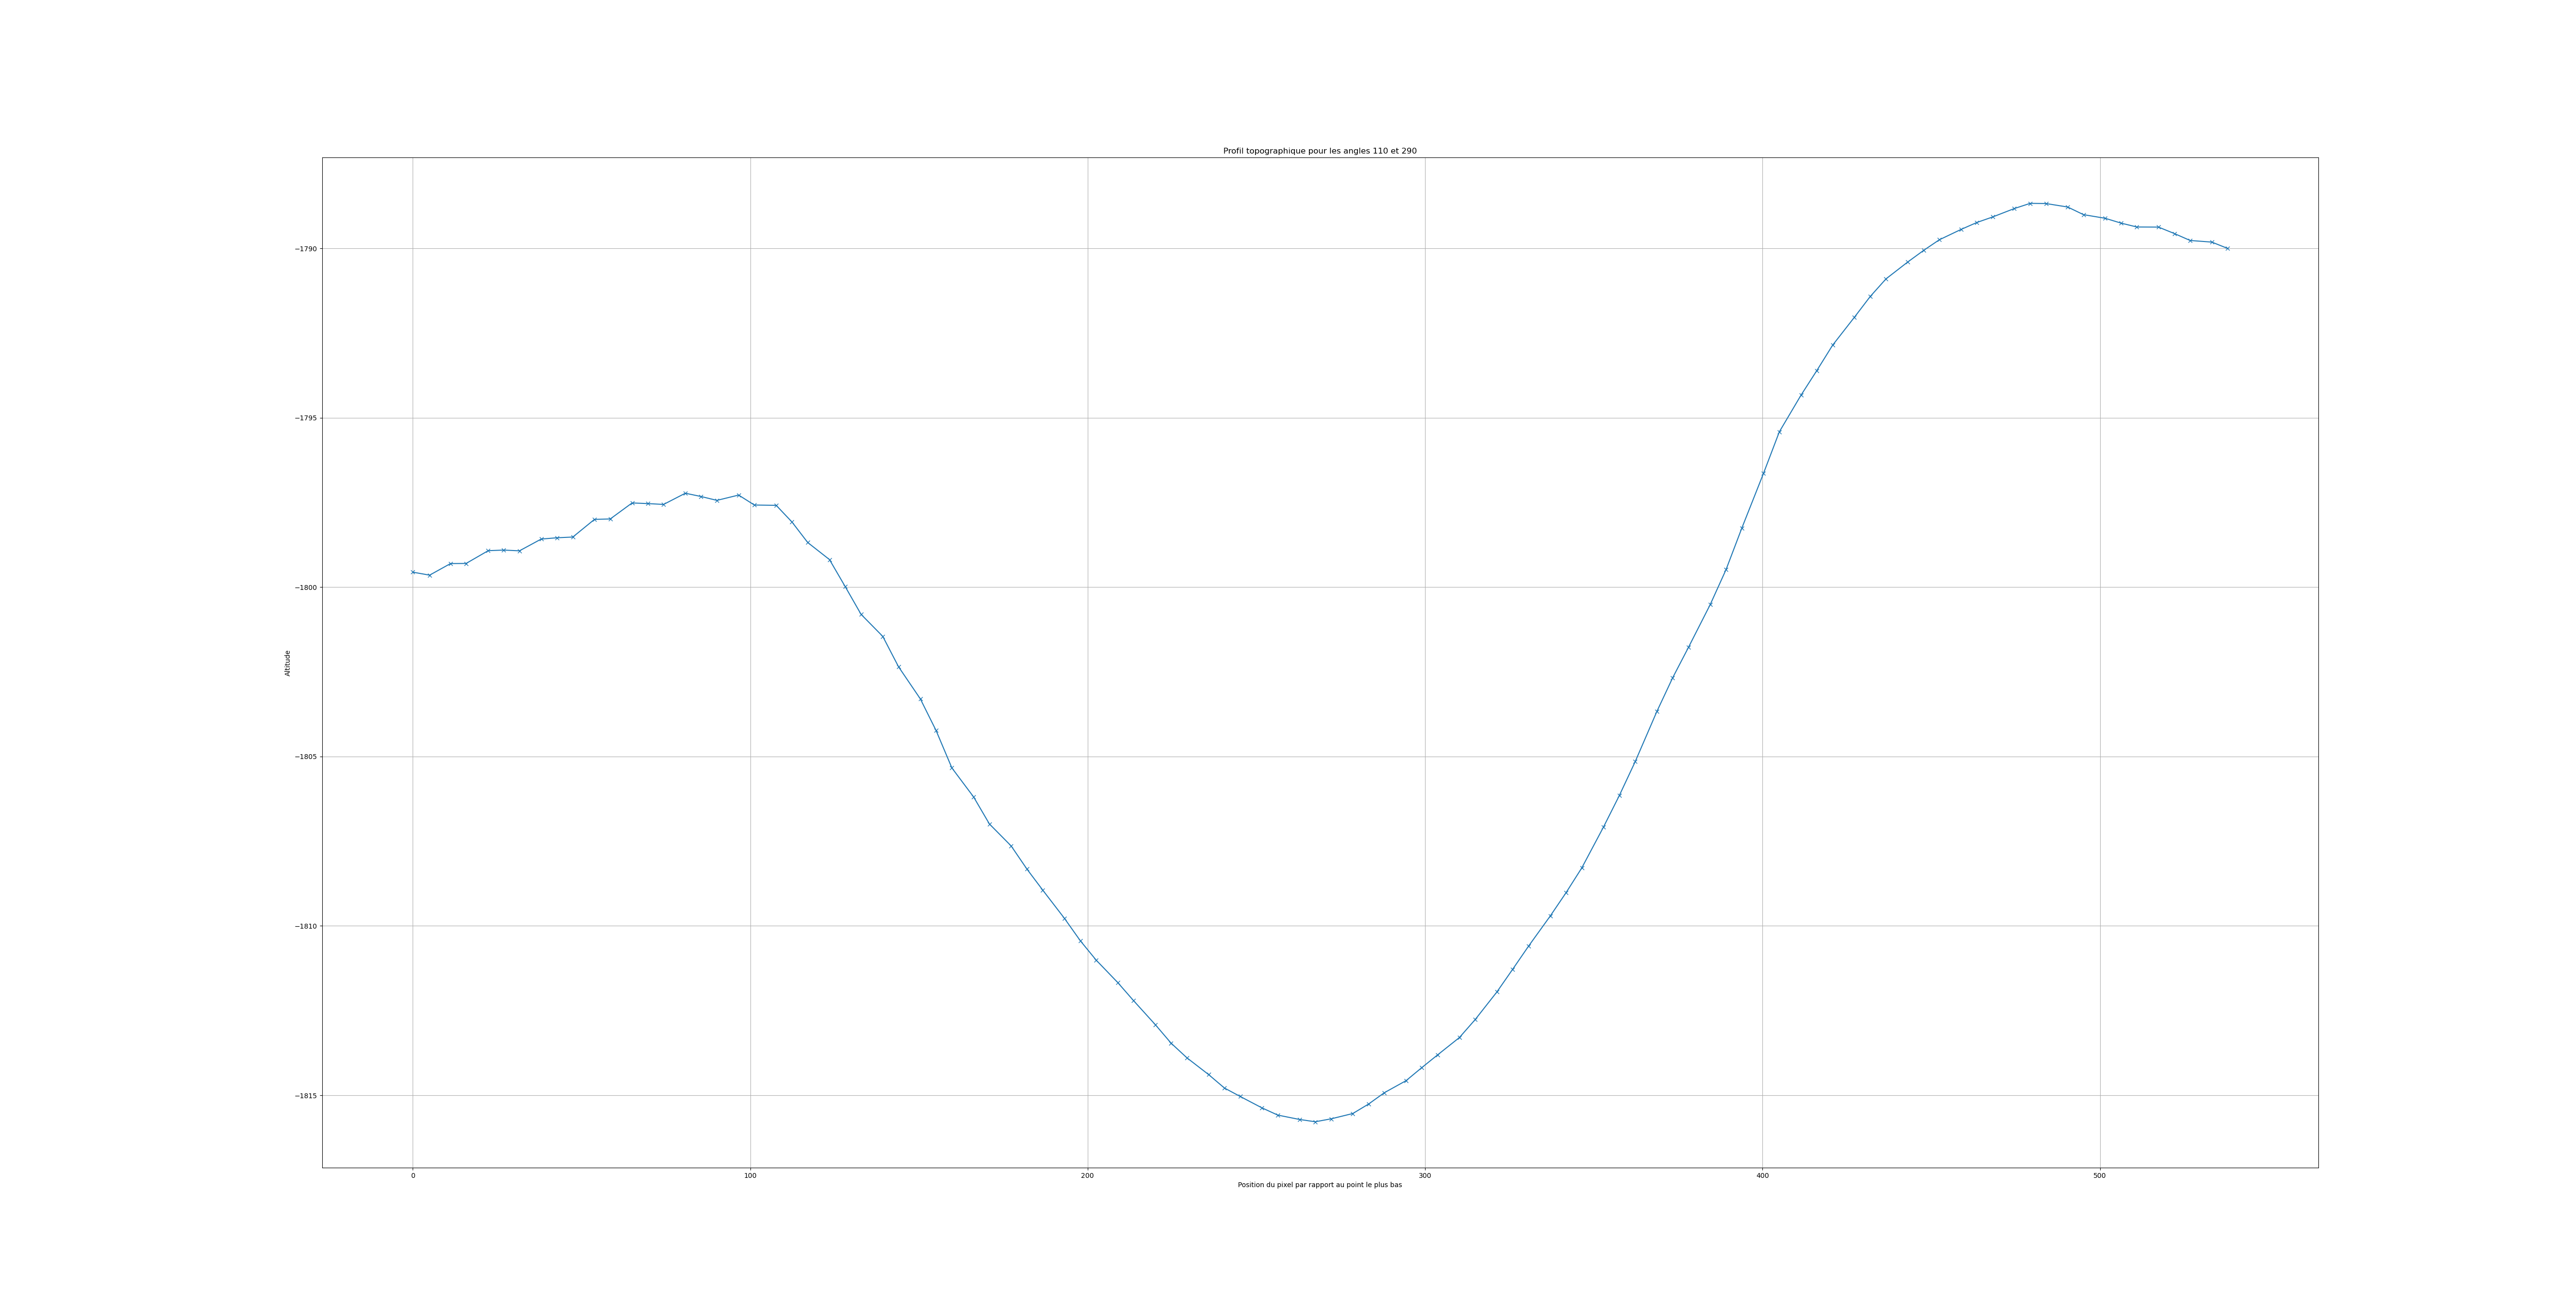 Profil topographique pour les angles 110 et 290
−1790
−1795
−1800
−1805
−1810
−1815
Altitude
0 100 200 300 400 500
Position du pixel par rapport au point le plus bas